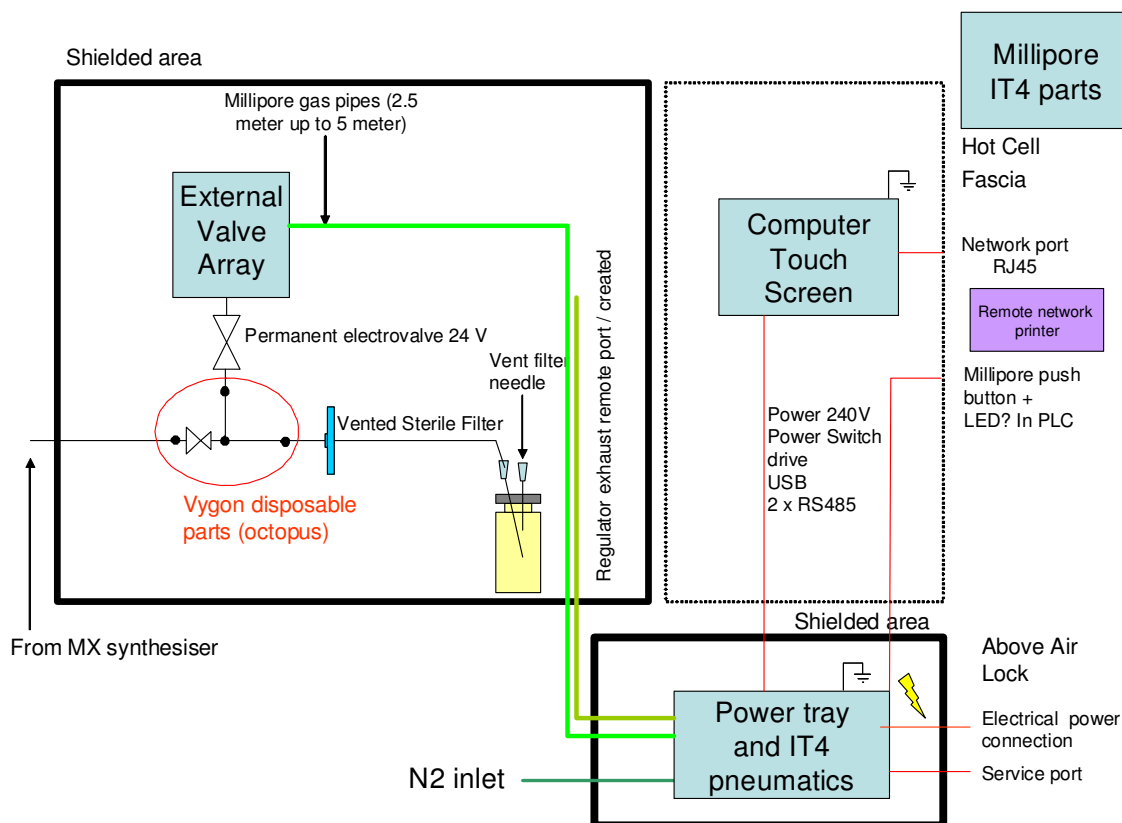 Shielded area
Millipore gas pipes (2.5
meter up to 5 meter)
External
Valve
Array
Permanent electrovalve 24 V
Vent filter
needle
Vented Sterile Filter
Vygon disposable
parts (octopus)
From MX synthesiser
Regulator exhaust remote port / created
Millipore
IT4 parts
Hot Cell
Fascia
Computer
Touch
Screen
Network port
RJ45
Remote network
printer
Millipore push
button +
LED? In PLC
Power 240V
Power Switch
drive
USB
2 x RS485
Shielded area
Above Air
Lock
Power tray
and IT4
pneumatics
Electrical power
connection
Service port
N2 inlet